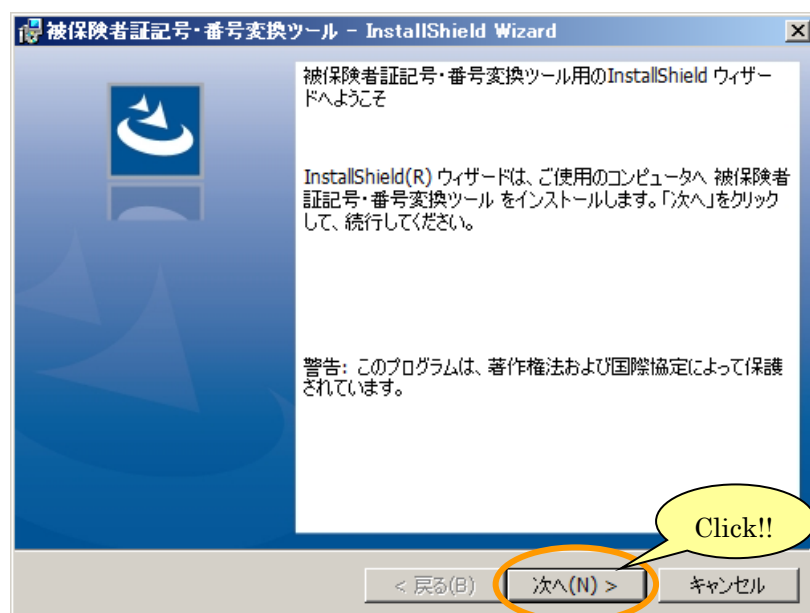 被保険者証記号・番号変換ツール - InstallShield Wizard
被保険者証記号・番号変換ツール用のInstallShield ウィザー
ドへようこそ
InstallShield(R) ウィザードは、ご使用のコンピュータへ 被保険者
証記号・番号変換ツール をインストールします。「次へ」をクリック
して、続行してください。
警告: このプログラムは、著作権法および国際協定によって保護
されています。
Click!!
< 戻る(B)
次へ(N) >
キャンセル